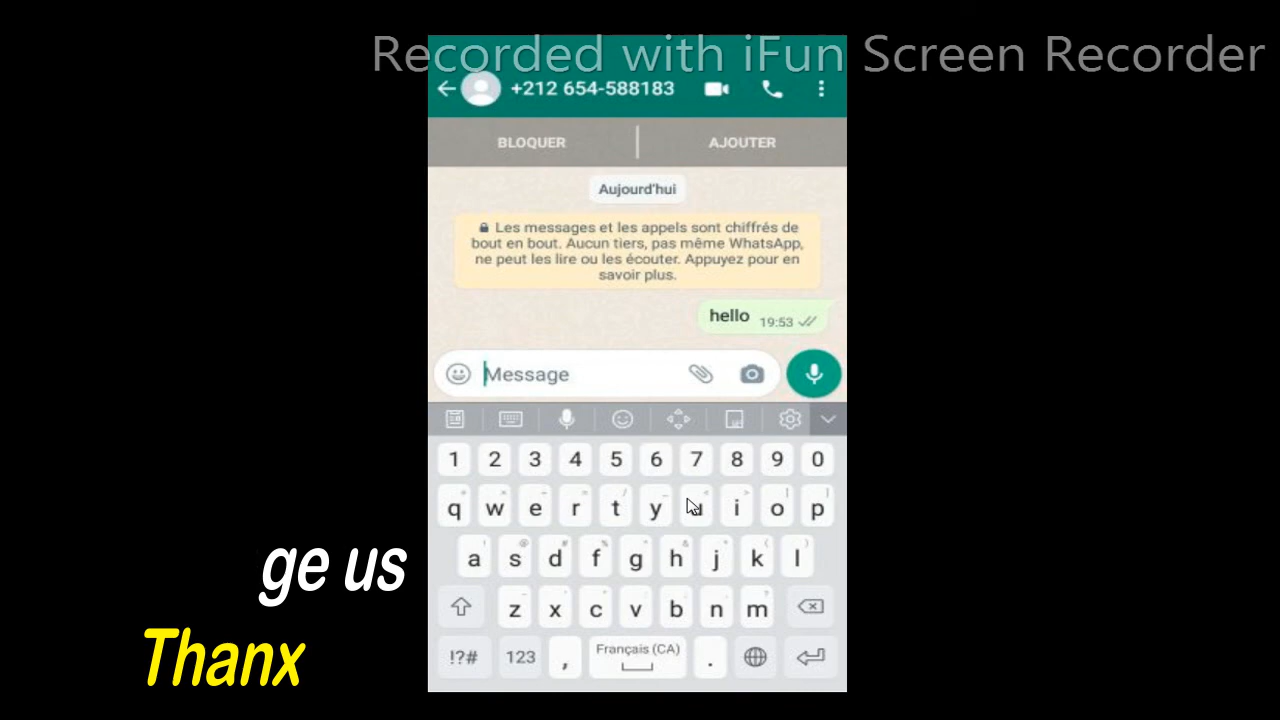 Recorded with iFun Screen Recorder
+212 654-588183
BLOQUER AJOUTER
Aujourd'hui
Les messages et les appels sont chiffrés de
bout en bout. Aucun tiers, pas même WhatsApp,
ne peut les lire ou les écouter. Appuyez pour en
savoir plus.
hello 19:53
Message
1 2 3 4 5 6 7 8 9 0
q w e r t y u i o p
a s d f g h j k l
z x c v b n m
!?# 123 , Français (CA) .
ge us
Thanx